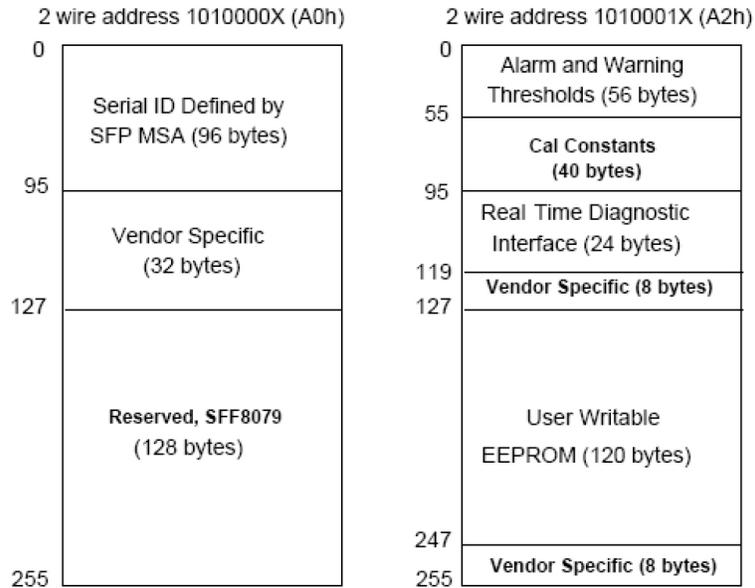 2 wire address 1010000X (A0h)
0
Serial ID Defined by
SFP MSA (96 bytes)
95
Vendor Specific
(32 bytes)
127
Reserved, SFF8079
(128 bytes)
255
2 wire address 1010001X (A2h)
0
Alarm and Warning
Thresholds (56 bytes)
55
Cal Constants
(40 bytes)
95
Real Time Diagnostic
Interface (24 bytes)
119
Vendor Specific (8 bytes)
127
User Writable
EEPROM (120 bytes)
247
Vendor Specific (8 bytes)
255